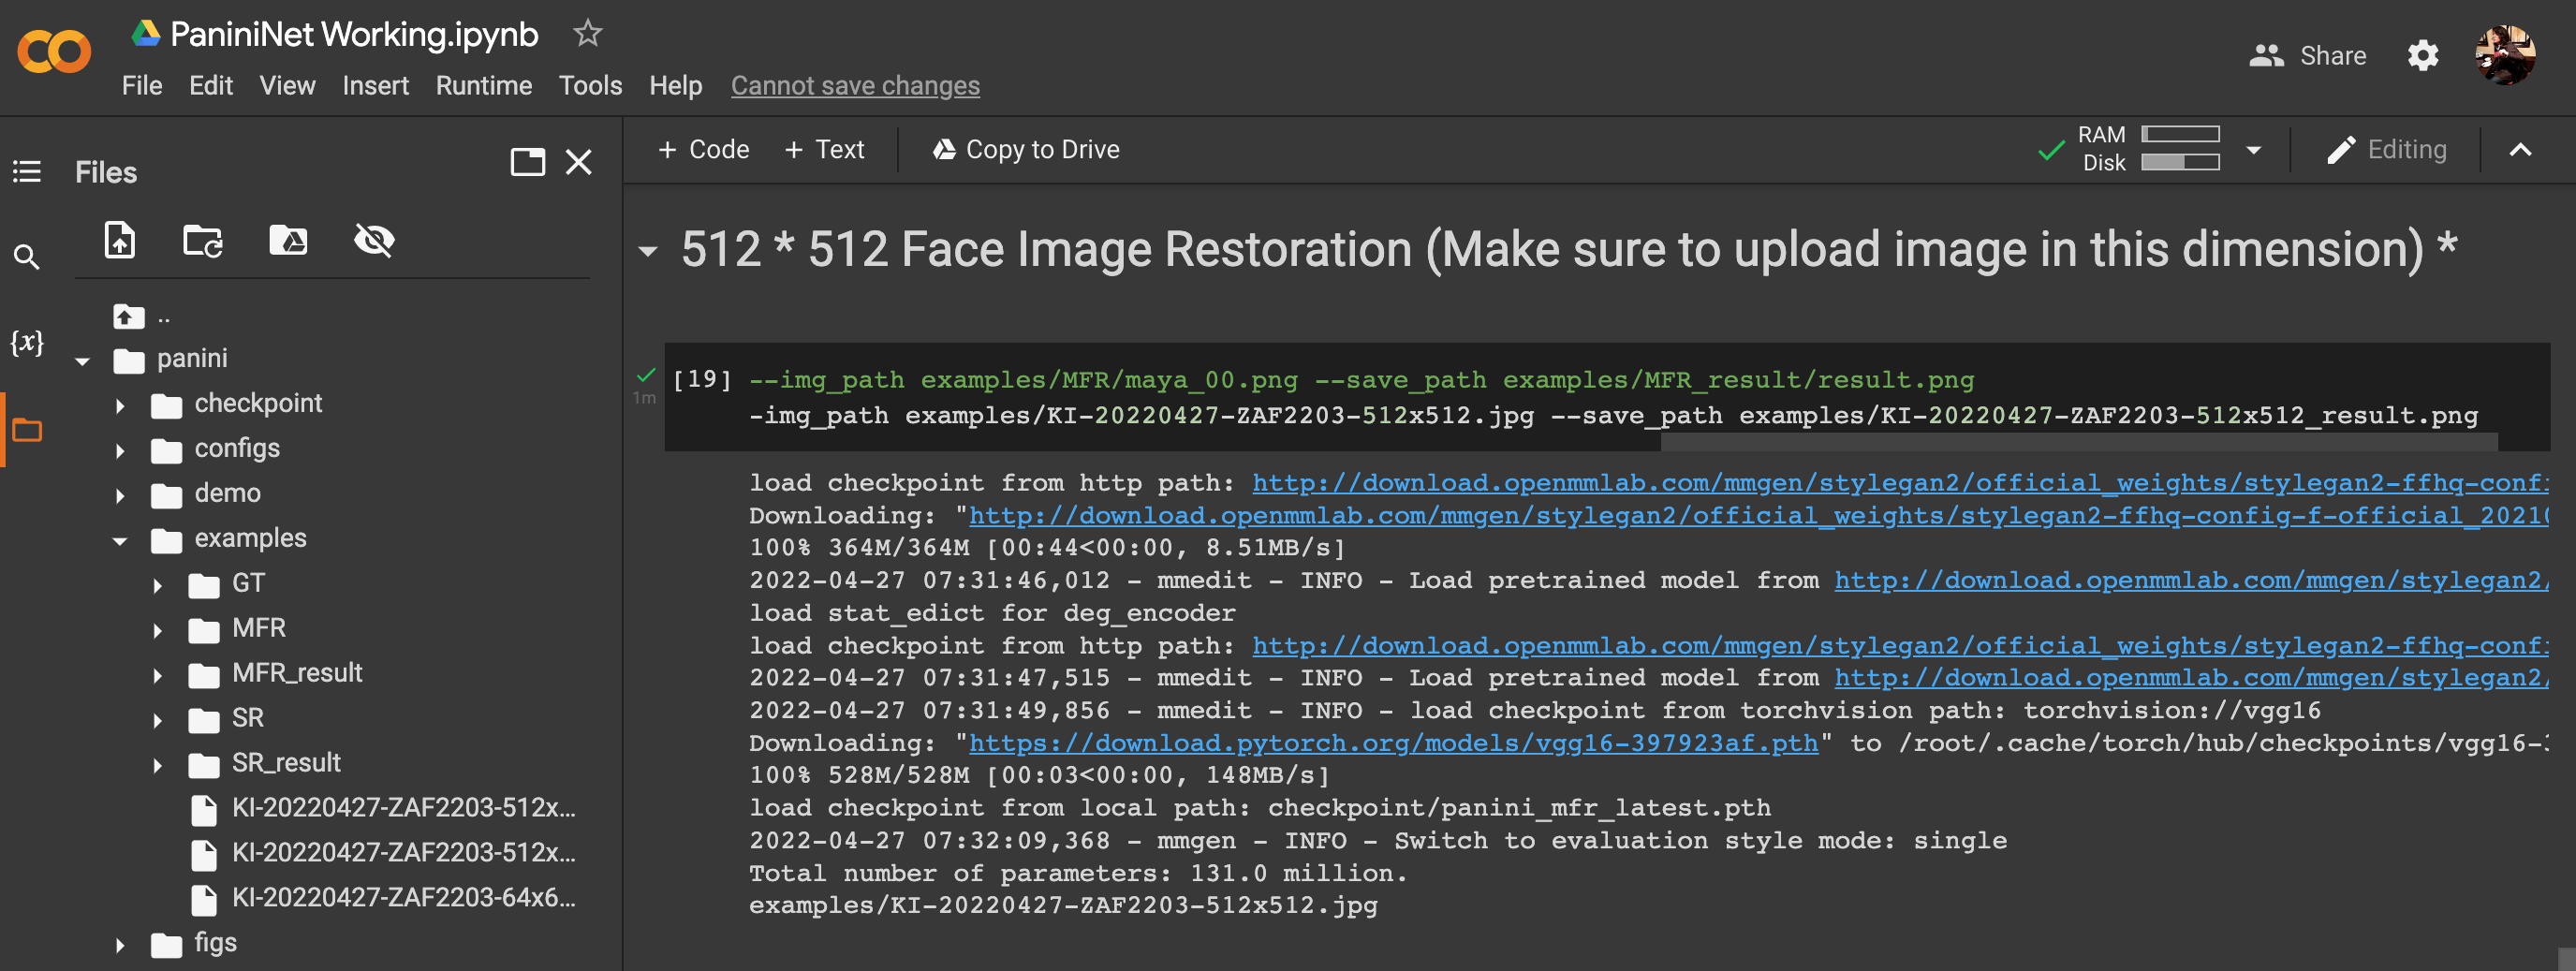 PaniniNet Working.ipynb
File Edit View Insert Runtime Tools Help Cannot save changes
Share
Files
+ Code + Text Copy to Drive
RAM
Disk
Editing
512 * 512 Face Image Restoration (Make sure to upload image in this dimension) *
{x}
..
panini
checkpoint
configs
demo
examples
GT
MFR
MFR_result
SR
SR_result
KI-20220427-ZAF2203-512x...
KI-20220427-ZAF2203-512x...
KI-20220427-ZAF2203-64x6...
figs
1m
[19] --img_path examples/MFR/maya_00.png --save_path examples/MFR_result/result.png
-img_path examples/KI-20220427-ZAF2203-512x512.jpg --save_path examples/KI-20220427-ZAF2203-512x512_result.png
load checkpoint from http path: http://download.openmmlab.com/mmgen/stylegan2/official_weights/stylegan2-ffhq-confi
Downloading: "http://download.openmmlab.com/mmgen/stylegan2/official_weights/stylegan2-ffhq-config-f-official_20210
100% 364M/364M [00:44<00:00, 8.51MB/s]
2022-04-27 07:31:46,012 - mmedit - INFO - Load pretrained model from http://download.openmmlab.com/mmgen/stylegan2/
load stat_edict for deg_encoder
load checkpoint from http path: http://download.openmmlab.com/mmgen/stylegan2/official_weights/stylegan2-ffhq-confi
2022-04-27 07:31:47,515 - mmedit - INFO - Load pretrained model from http://download.openmmlab.com/mmgen/stylegan2/
2022-04-27 07:31:49,856 - mmedit - INFO - load checkpoint from torchvision path: torchvision://vgg16
Downloading: "https://download.pytorch.org/models/vgg16-397923af.pth" to /root/.cache/torch/hub/checkpoints/vgg16-3
100% 528M/528M [00:03<00:00, 148MB/s]
load checkpoint from local path: checkpoint/panini_mfr_latest.pth
2022-04-27 07:32:09,368 - mmgen - INFO - Switch to evaluation style mode: single
Total number of parameters: 131.0 million.
examples/KI-20220427-ZAF2203-512x512.jpg